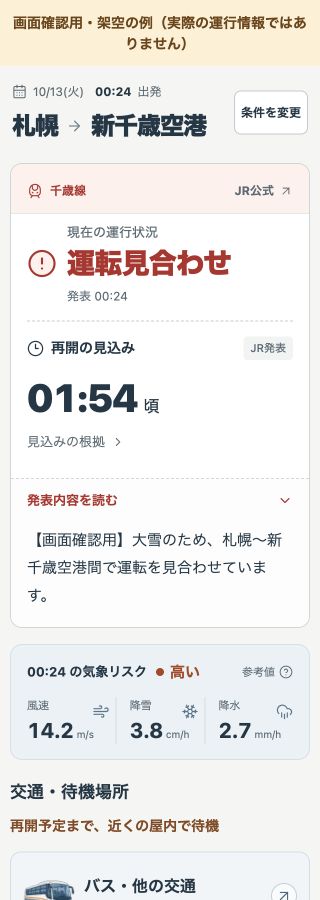 画面確認用・架空の例（実際の運行情報ではあ
りません）
10/13(火) 00:24 出発
札幌 → 新千歳空港
条件を変更
千歳線
JR公式 ↗
現在の運行状況
運転見合わせ
発表 00:24
再開の見込み
JR発表
01:54 頃
見込みの根拠 >
発表内容を読む
【画面確認用】大雪のため、札幌〜新
千歳空港間で運転を見合わせていま
す。
00:24 の気象リスク ● 高い
参考値 ?
風速
14.2 m/s
降雪
3.8 cm/h
降水
2.7 mm/h
交通・待機場所
再開予定まで、近くの屋内で待機
バス・他の交通